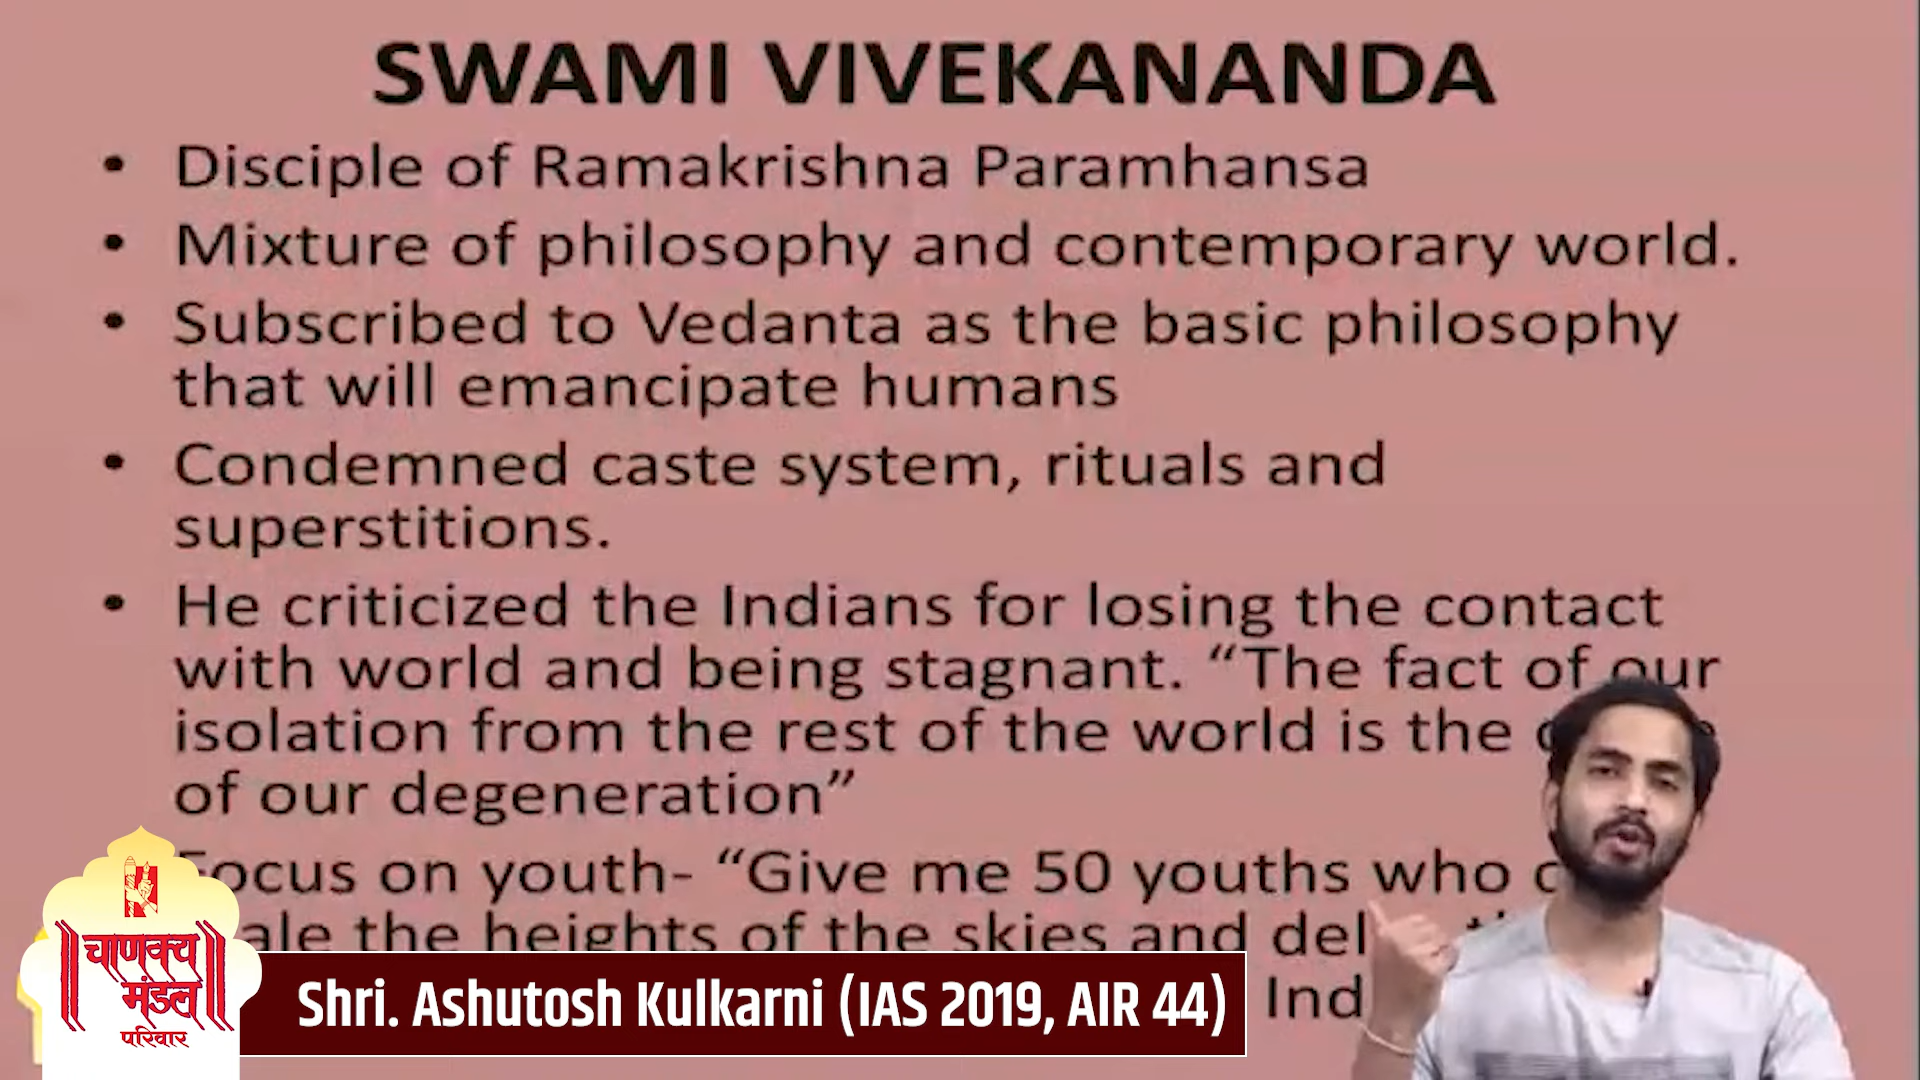 SWAMI VIVEKANANDA
• Disciple of Ramakrishna Paramhansa
• Mixture of philosophy and contemporary world.
• Subscribed to Vedanta as the basic philosophy
that will emancipate humans
• Condemned caste system, rituals and
superstitions.
• He criticized the Indians for losing the contact
with world and being stagnant. “The fact of our
isolation from the rest of the world is the
of our degeneration”
Focus on youth- “Give me 50 youths who
the heights of the skies and
चाणक्य
मंडल
परिवार
Shri. Ashutosh Kulkarni (IAS 2019, AIR 44)